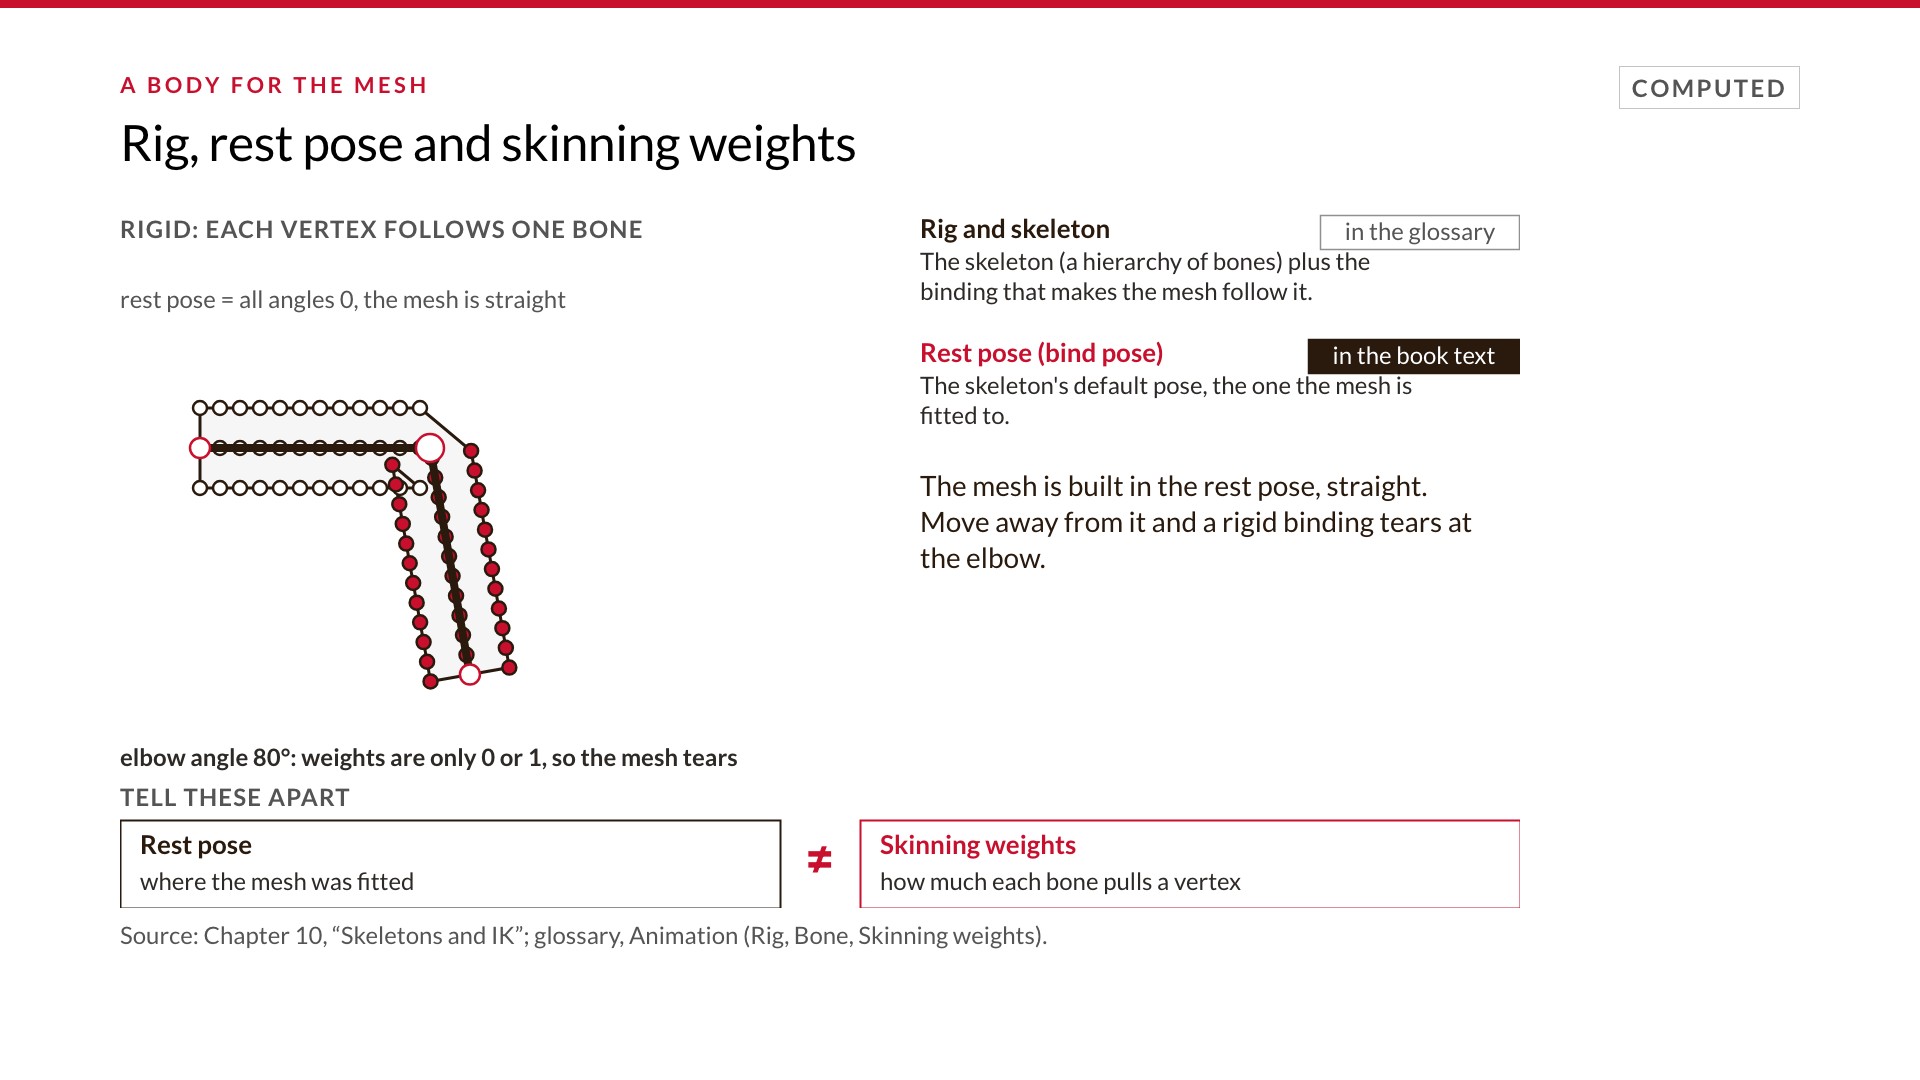 A BODY FOR THE MESH
COMPUTED
Rig, rest pose and skinning weights
RIGID: EACH VERTEX FOLLOWS ONE BONE
rest pose = all angles 0, the mesh is straight
elbow angle 80°: weights are only 0 or 1, so the mesh tears
Rig and skeleton
in the glossary
The skeleton (a hierarchy of bones) plus the
binding that makes the mesh follow it.
Rest pose (bind pose)
in the book text
The skeleton's default pose, the one the mesh is
fitted to.
The mesh is built in the rest pose, straight.
Move away from it and a rigid binding tears at
the elbow.
TELL THESE APART
Rest pose
where the mesh was fitted
≠
Skinning weights
how much each bone pulls a vertex
Source: Chapter 10, “Skeletons and IK”; glossary, Animation (Rig, Bone, Skinning weights).